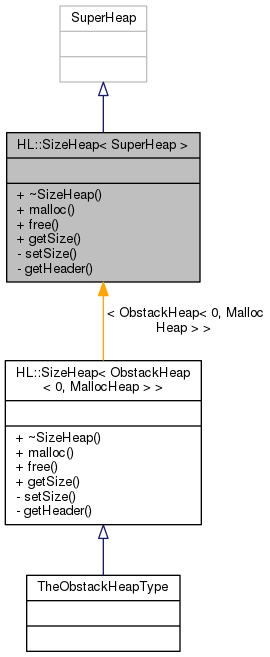 SuperHeap
HL::SizeHeap< SuperHeap >
+ ~SizeHeap()
+ malloc()
+ free()
+ getSize()
- setSize()
- getHeader()
< ObstackHeap< 0, Malloc
Heap > >
HL::SizeHeap< ObstackHeap
< 0, MallocHeap > >
+ ~SizeHeap()
+ malloc()
+ free()
+ getSize()
- setSize()
- getHeader()
TheObstackHeapType